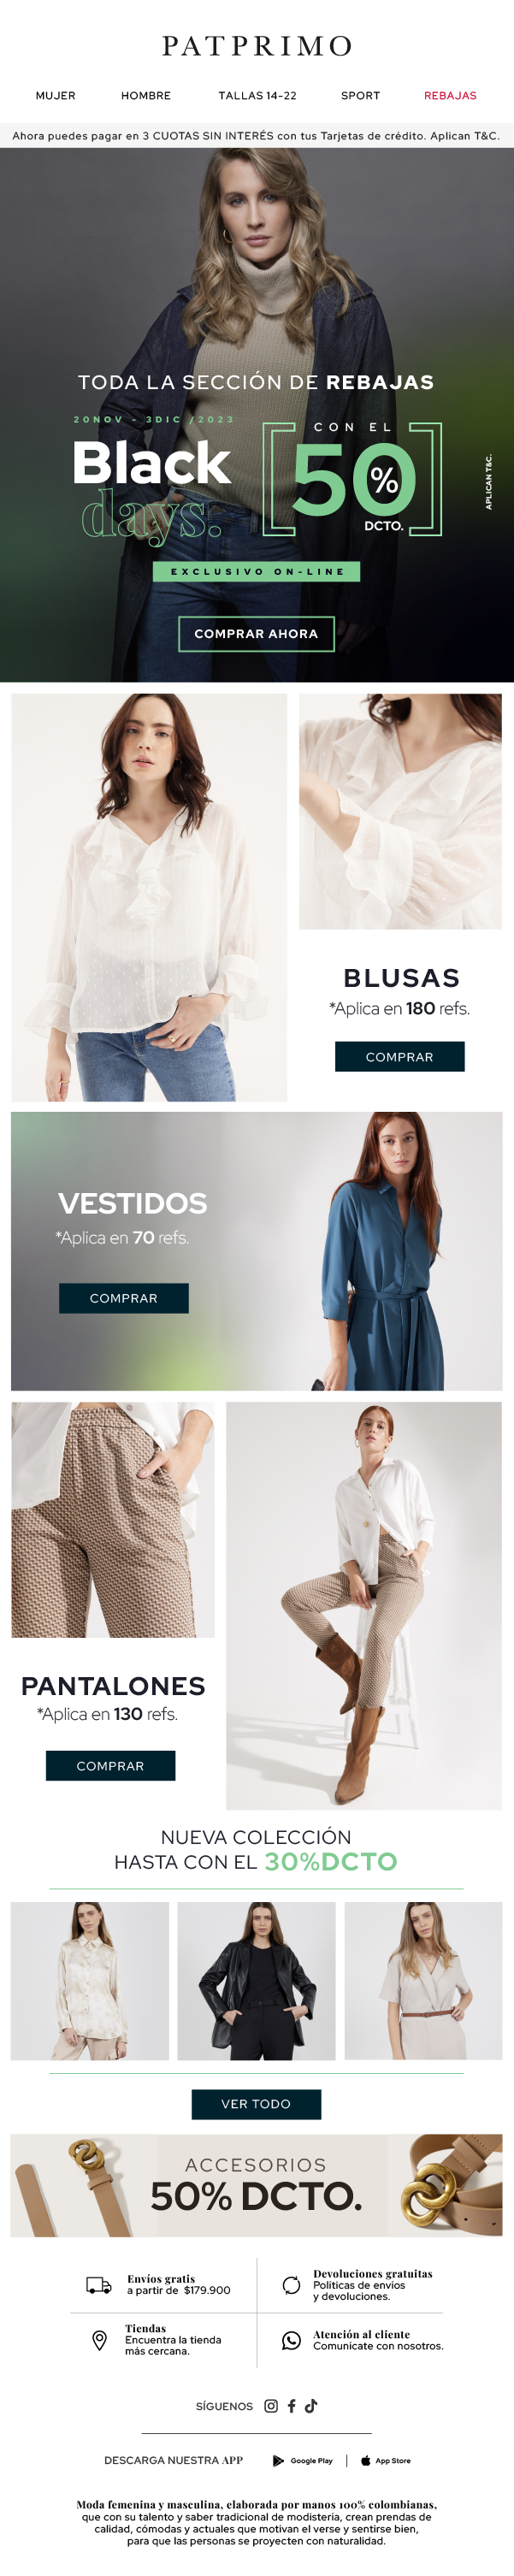 PATPRIMO
MUJER HOMBRE TALLAS 14-22 SPORT REBAJAS
Ahora puedes pagar en 3 CUOTAS SIN INTERÉS con tus Tarjetas de crédito. Aplican T&C.
TODA LA SECCIÓN DE REBAJAS
20NOV - 3DIC /2023
Black
days.
CON EL
50%
DCTO.
APLICAN T&C.
EXCLUSIVO ON-LINE
COMPRAR AHORA
BLUSAS
*Aplica en 180 refs.
COMPRAR
VESTIDOS
*Aplica en 70 refs.
COMPRAR
PANTALONES
*Aplica en 130 refs.
COMPRAR
NUEVA COLECCIÓN
HASTA CON EL 30%DCTO
VER TODO
ACCESORIOS
50% DCTO.
Envíos gratis
a partir de $179.900
Devoluciones gratuitas
Políticas de envíos
y devoluciones.
Tiendas
Encuentra la tienda
más cercana.
Atención al cliente
Comunicate con nosotros.
SÍGUENOS
DESCARGA NUESTRA APP Google Play | App Store
Moda femenina y masculina, elaborada por manos 100% colombianas,
que con su talento y saber tradicional de modistería, crean prendas de
calidad, cómodas y actuales que motivan el verse y sentirse bien,
para que las personas se proyecten con naturalidad.